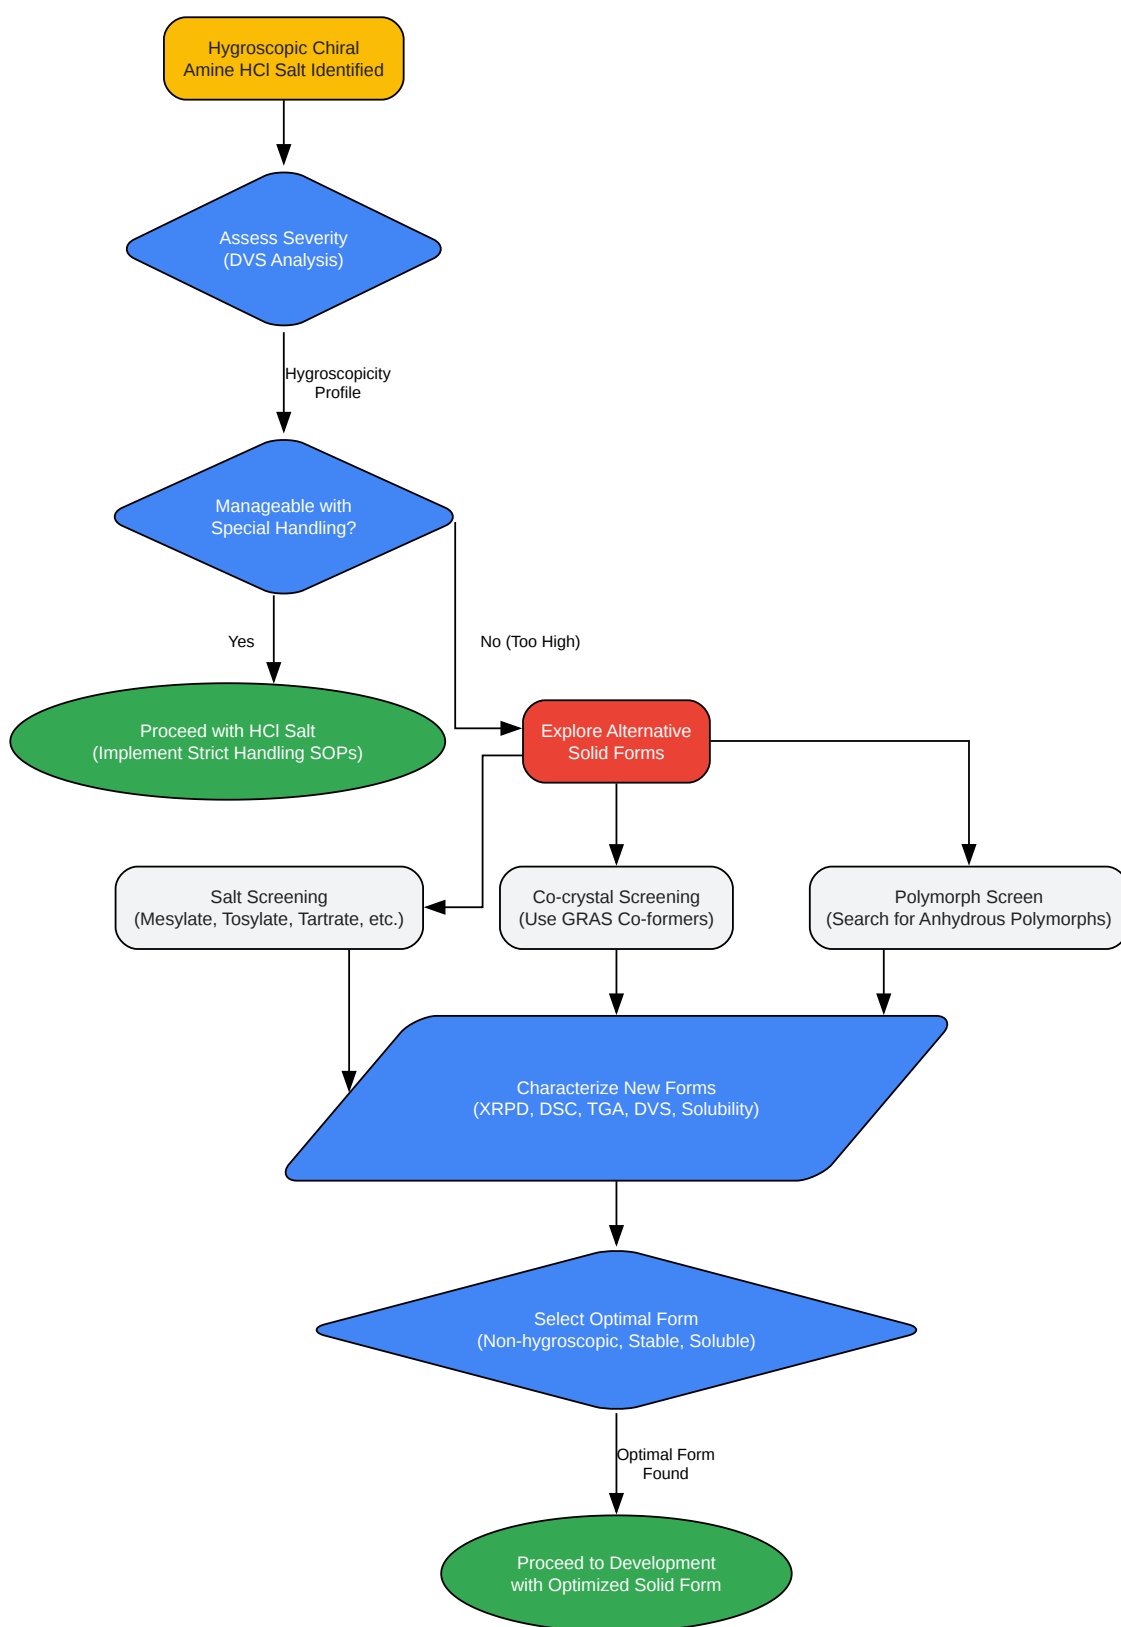 Hygroscopic Chiral
Amine HCl Salt Identified
Assess Severity
(DVS Analysis)
Hygroscopicity
Profile
Manageable with
Special Handling?
Yes
No (Too High)
Proceed with HCl Salt
(Implement Strict Handling SOPs)
Explore Alternative
Solid Forms
Salt Screening
(Mesylate, Tosylate, Tartrate, etc.)
Co-crystal Screening
(Use GRAS Co-formers)
Polymorph Screen
(Search for Anhydrous Polymorphs)
Characterize New Forms
(XRPD, DSC, TGA, DVS, Solubility)
Select Optimal Form
(Non-hygroscopic, Stable, Soluble)
Optimal Form
Found
Proceed to Development
with Optimized Solid Form